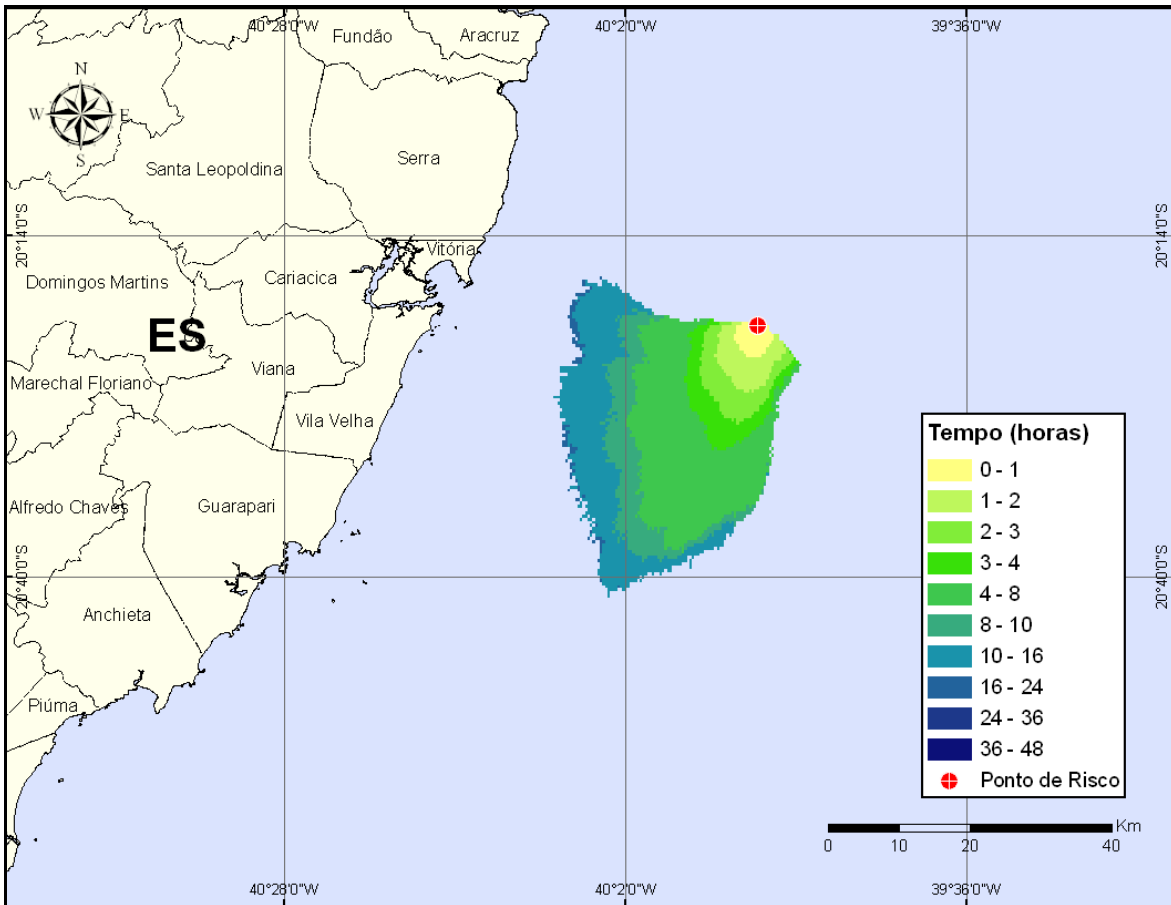 40°28'0"W
40°2'0"W
39°36'0"W
Fundão
Aracruz
N
W
E
S
Santa Leopoldina
Serra
20°14'0"S
20°14'0"S
Vitória
Domingos Martins
Cariacica
ES
Viana
Marechal Floriano
Vila Velha
Alfredo Chaves
Guarapari
20°40'0"S
20°40'0"S
Anchieta
Piúma
Tempo (horas)
0 - 1
1 - 2
2 - 3
3 - 4
4 - 8
8 - 10
10 - 16
16 - 24
24 - 36
36 - 48
Ponto de Risco
Km
0 10 20 40
40°28'0"W
40°2'0"W
39°36'0"W